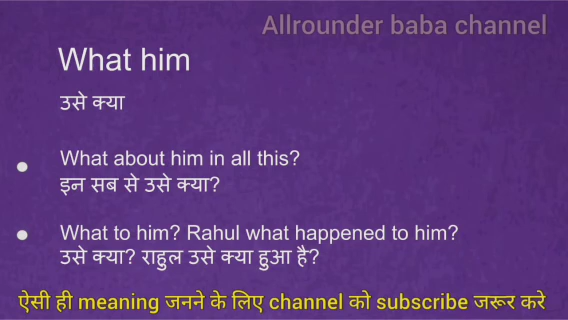 Allrounder baba channel
What him
उसे क्या
What about him in all this?
इन सब से उसे क्या?
What to him? Rahul what happened to him?
उसे क्या? राहुल उसे क्या हुआ है?
ऐसी ही meaning जनने के लिए channel को subscribe जरूर करे